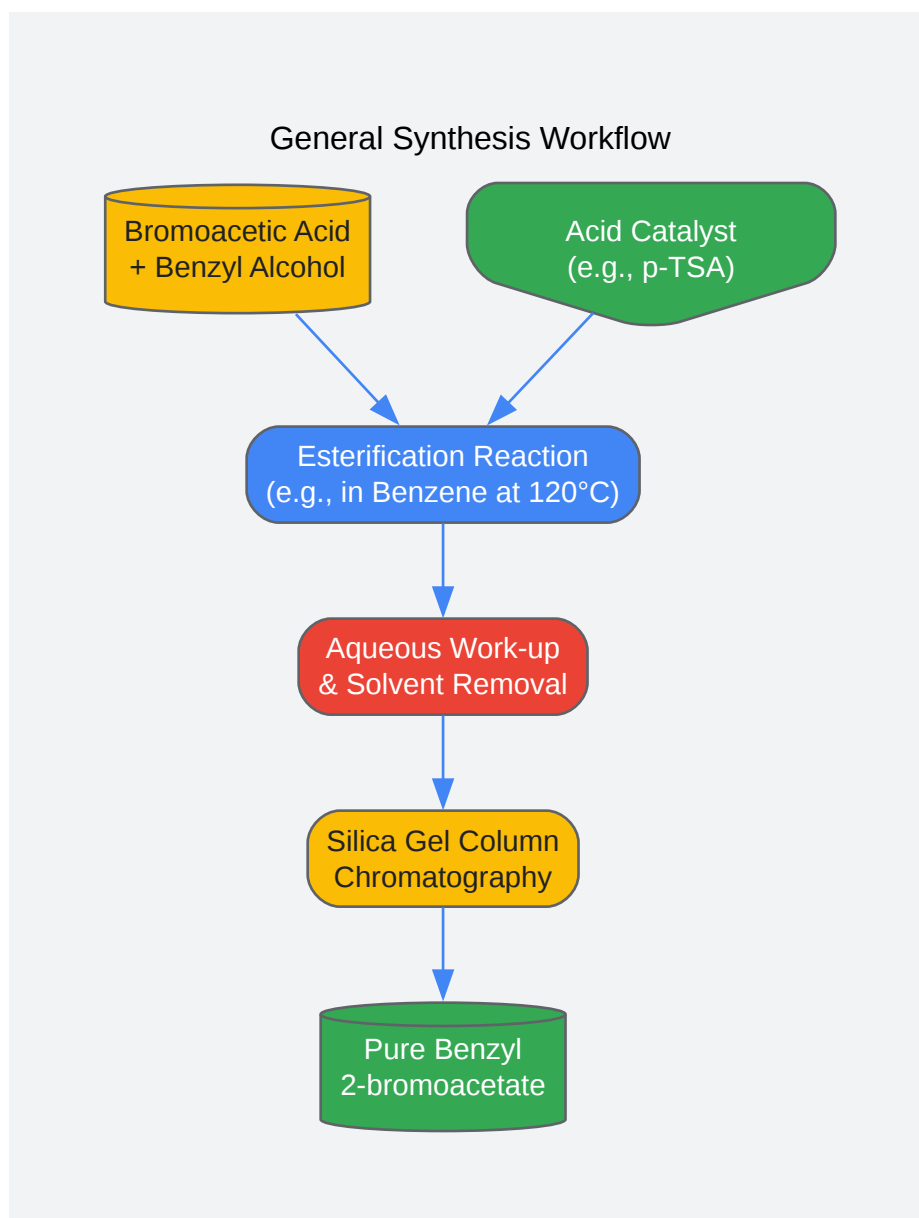 General Synthesis Workflow
Bromoacetic Acid
+ Benzyl Alcohol
Acid Catalyst
(e.g., p-TSA)
Esterification Reaction
(e.g., in Benzene at 120°C)
Aqueous Work-up
& Solvent Removal
Silica Gel Column
Chromatography
Pure Benzyl
2-bromoacetate